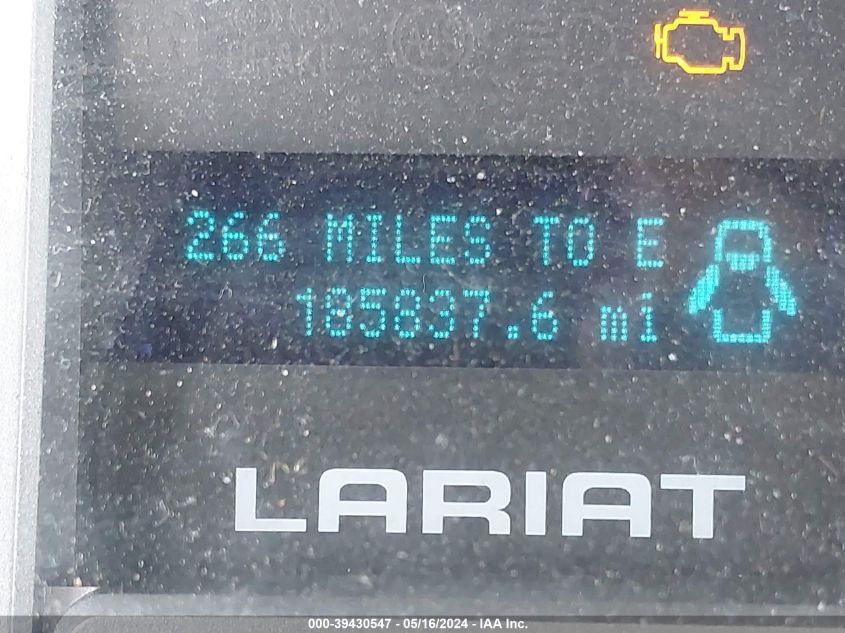 266 MILES TO E
185837.6 mi
LARIAT
000-39430547 - 05/16/2024 - IAA Inc.